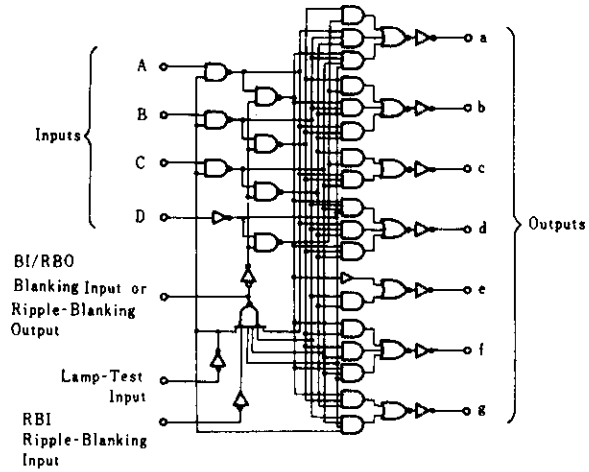 A
B
Inputs
C
D
BI/RBO
Blanking Input or
Ripple-Blanking
Output
Lamp-Test
Input
RBI
Ripple-Blanking
Input
a
b
c
d
Outputs
e
f
g